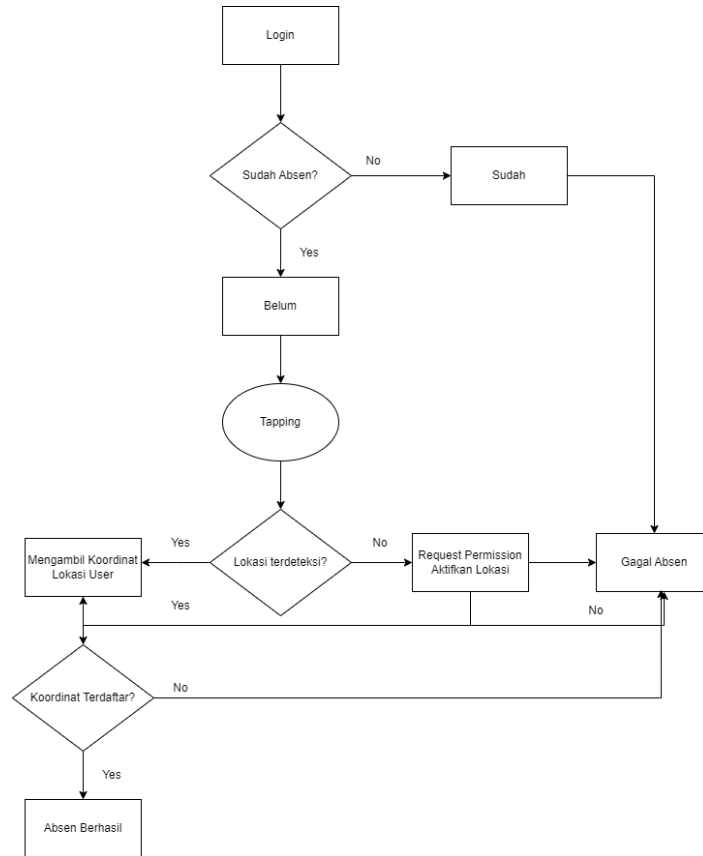 Login
Sudah Absen?
No
Sudah
Yes
Belum
Tapping
Yes
Mengambil Koordinat
Lokasi User
Lokasi terdeteksi?
No
Request Permission
Aktifkan Lokasi
Gagal Absen
Yes
No
Koordinat Terdaftar?
No
Yes
Absen Berhasil